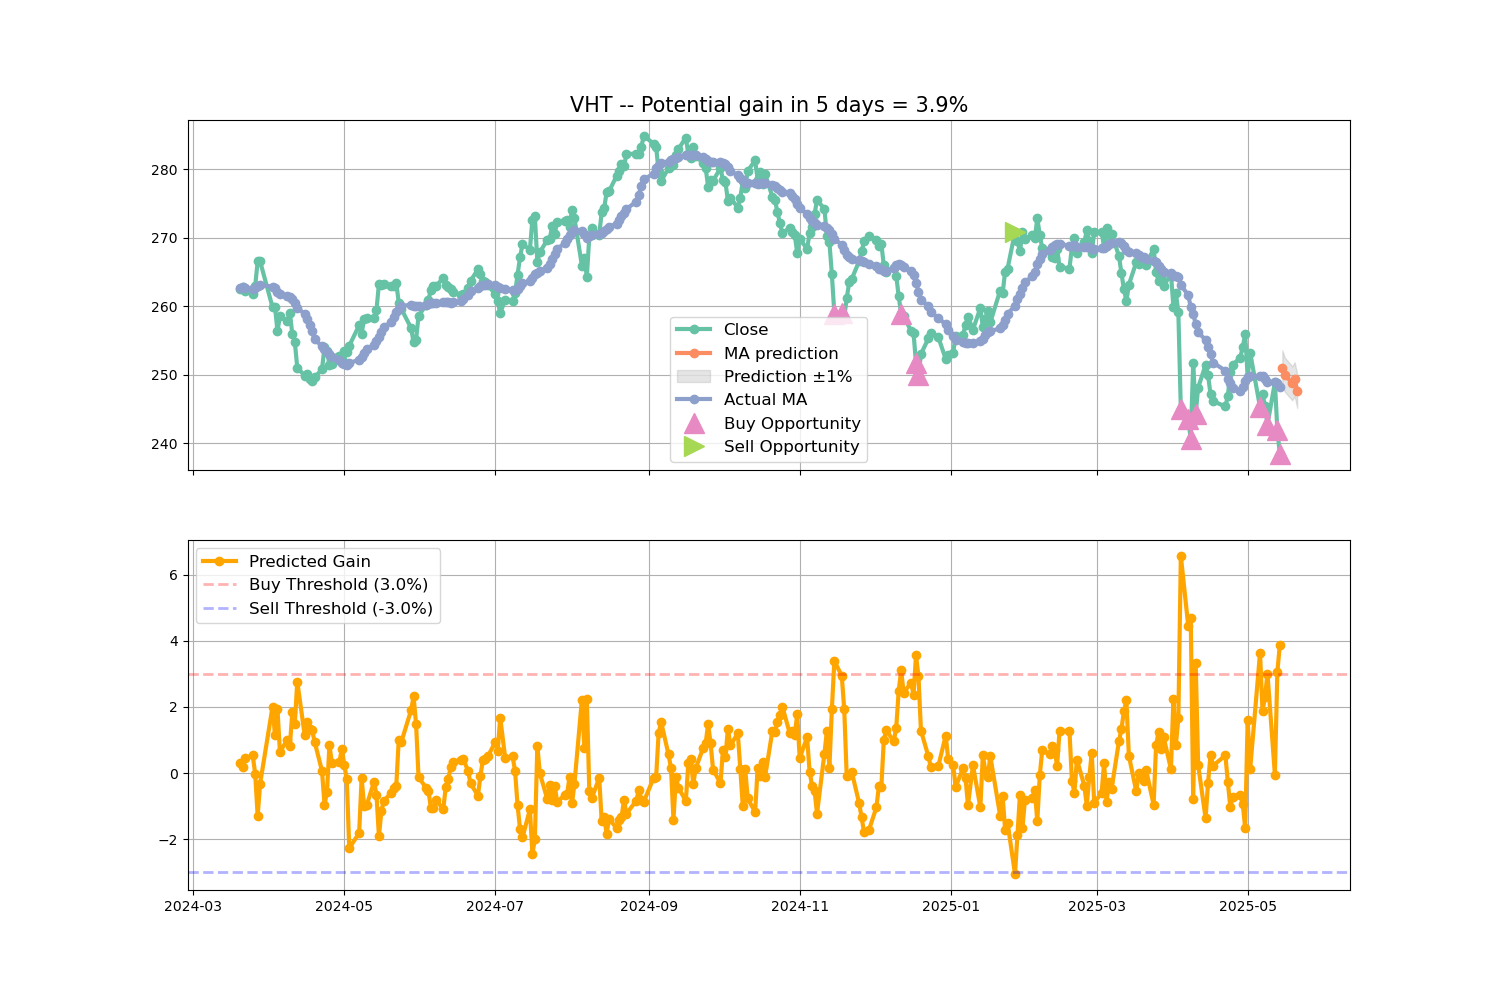 VHT -- Potential gain in 5 days = 3.9%
280
270
260
250
240
Close
MA prediction
Prediction ±1%
Actual MA
Buy Opportunity
Sell Opportunity
6
4
2
0
−2
Predicted Gain
Buy Threshold (3.0%)
Sell Threshold (-3.0%)
2024-03 2024-05 2024-07 2024-09 2024-11 2025-01 2025-03 2025-05